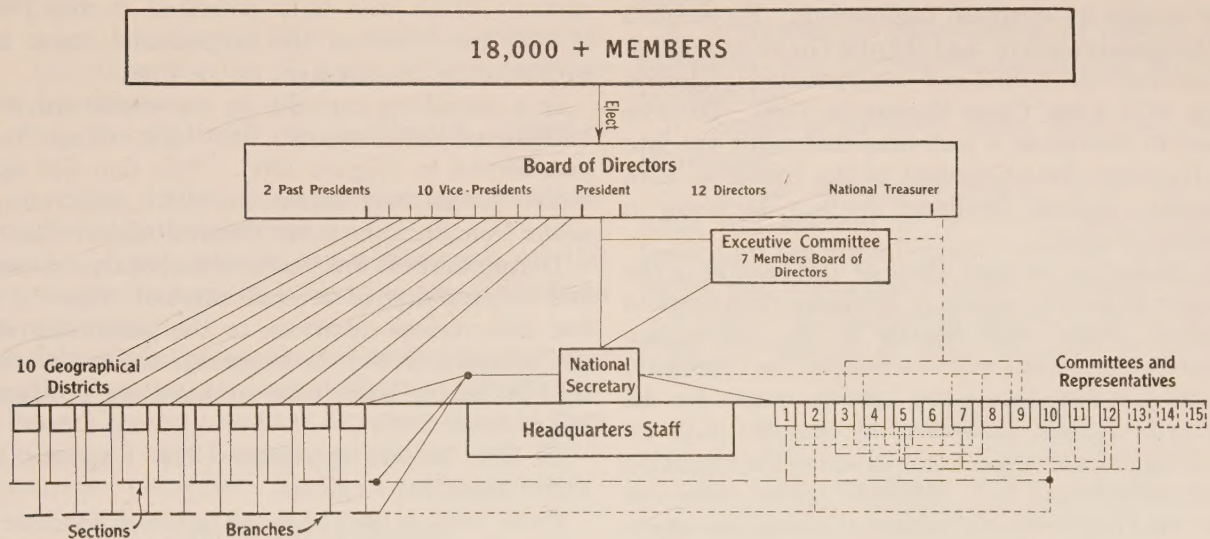 18,000 + MEMBERS
Elect
Board of Directors
2 Past Presidents 10 Vice-Presidents President 12 Directors National Treasurer
Excecutive Committee
7 Members Board of
Directors
10 Geographical
Districts
National
Secretary
Committees and
Representatives
Headquarters Staff
1 2 3 4 5 6 7 8 9 10 11 12 13 14 15
Sections
Branches